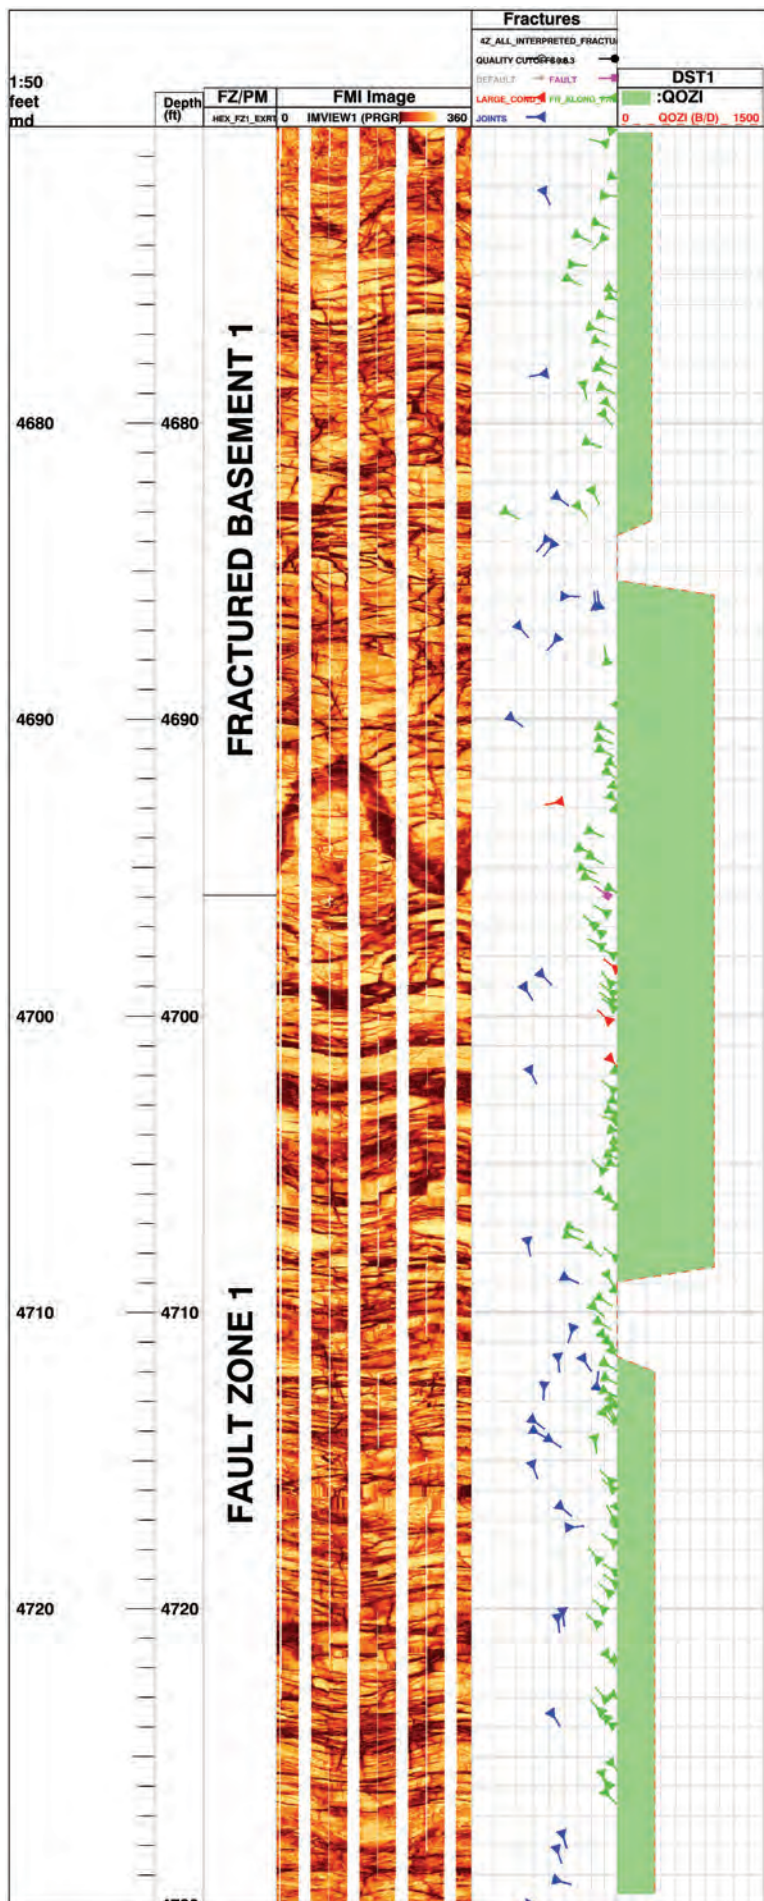 Fractures
4Z_ALL_INTERPRETED_FRACTU
QUALITY CUTOFF
DEFAULT FAULT
LARGE_COND
JOINTS
DST1
:QOZI
0 QOZI (B/D) 1500
1:50
feet
md
Depth
(ft)
FZ/PM
HEX_FZ1_EXRT
FMI Image
0 IMVIEW1 (PRGR) 360
FRACTURED BASEMENT 1
4680 4680
4690 4690
4700 4700
FAULT ZONE 1
4710 4710
4720 4720